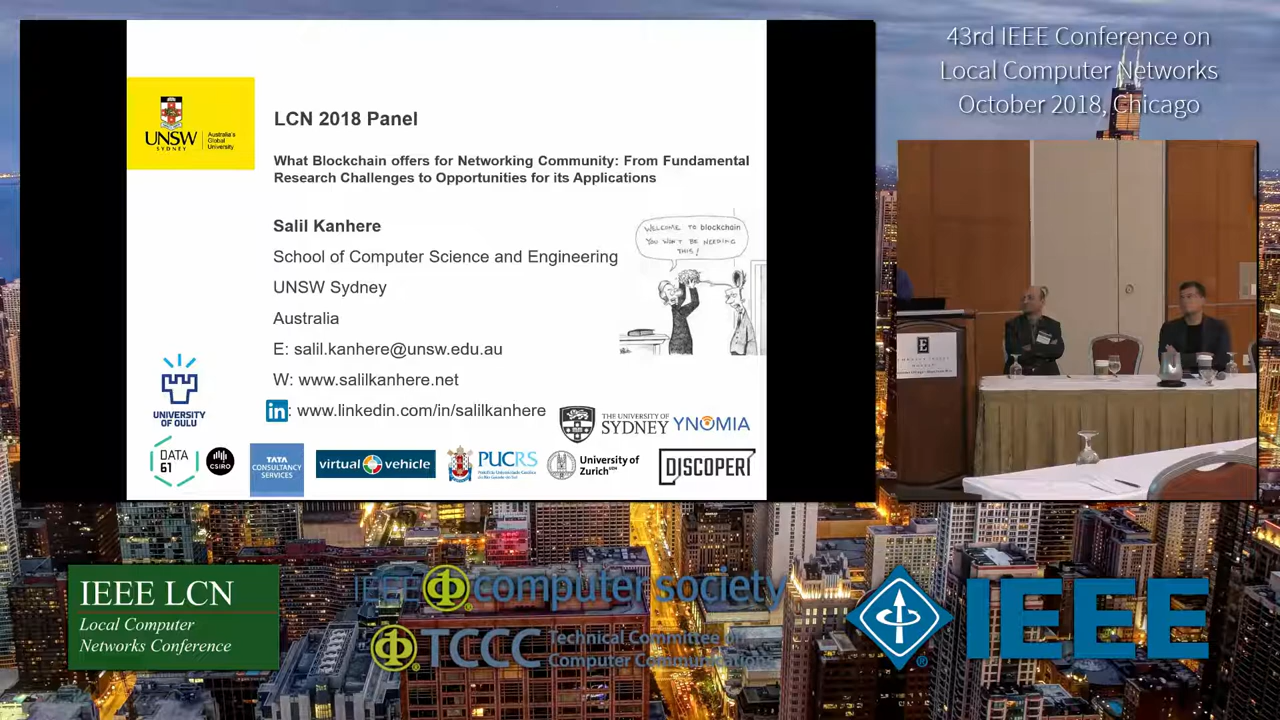 43rd IEEE Conference on
Local Computer Networks
October 2018, Chicago
UNSW
SYDNEY
Australia's
Global
University
LCN 2018 Panel
What Blockchain offers for Networking Community: From Fundamental
Research Challenges to Opportunities for its Applications
Salil Kanhere
School of Computer Science and Engineering
UNSW Sydney
Australia
E: salil.kanhere@unsw.edu.au
W: www.salilkanhere.net
in: www.linkedin.com/in/salilkanhere
WELCOME TO blockchain
YOU WON'T BE NEEDING
THIS!
UNIVERSITY
OF OULU
THE UNIVERSITY OF
SYDNEY
YNOMIA
DATA
61
CSIRO
TATA
CONSULTANCY
SERVICES
virtual vehicle
PUCRS
University of
Zurich
DISCOPERI
E
IEEE LCN
Local Computer
Networks Conference
IEEE computer society
TCCC
Technical Committee on
Computer Communications
IEEE